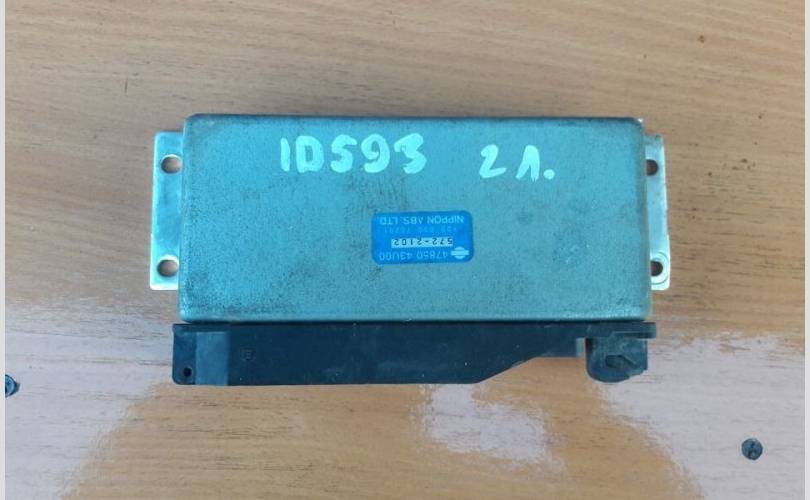 ID593 2л.
47850 43U00
572-2102
NIPPON ABS, LTD.